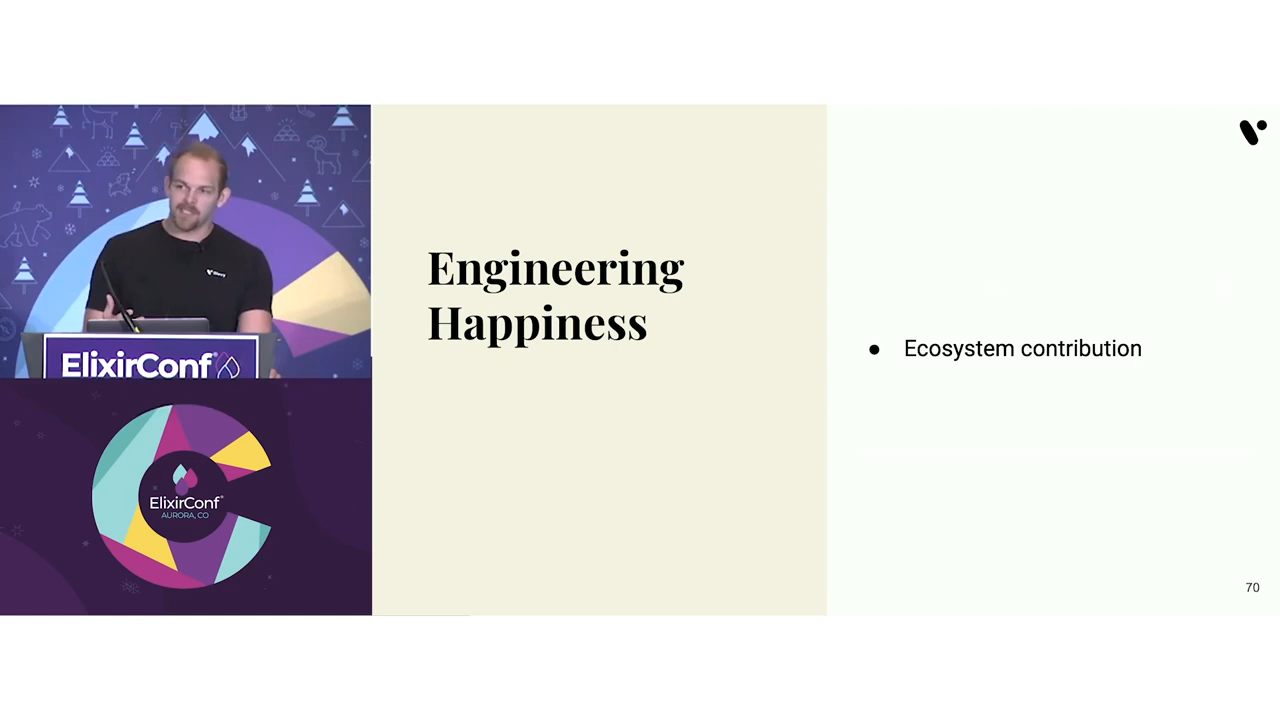 ElixirConf
ElixirConf
AURORA, CO
Engineering
Happiness
● Ecosystem contribution
70